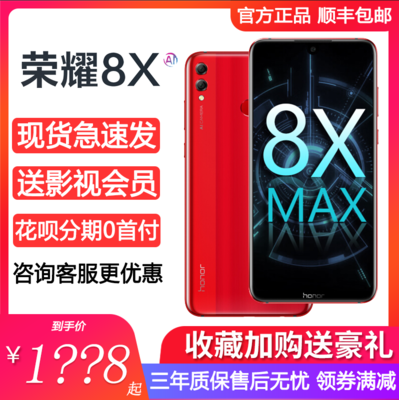 官方正品 顺丰包邮
荣耀8X
AI
现货急速发
送影视会员
花呗分期0首付
咨询客服更优惠
8X
MAX
honor
honor
到手价
¥1??8起
收藏加购送豪礼
三年质保售后无忧 领券满减